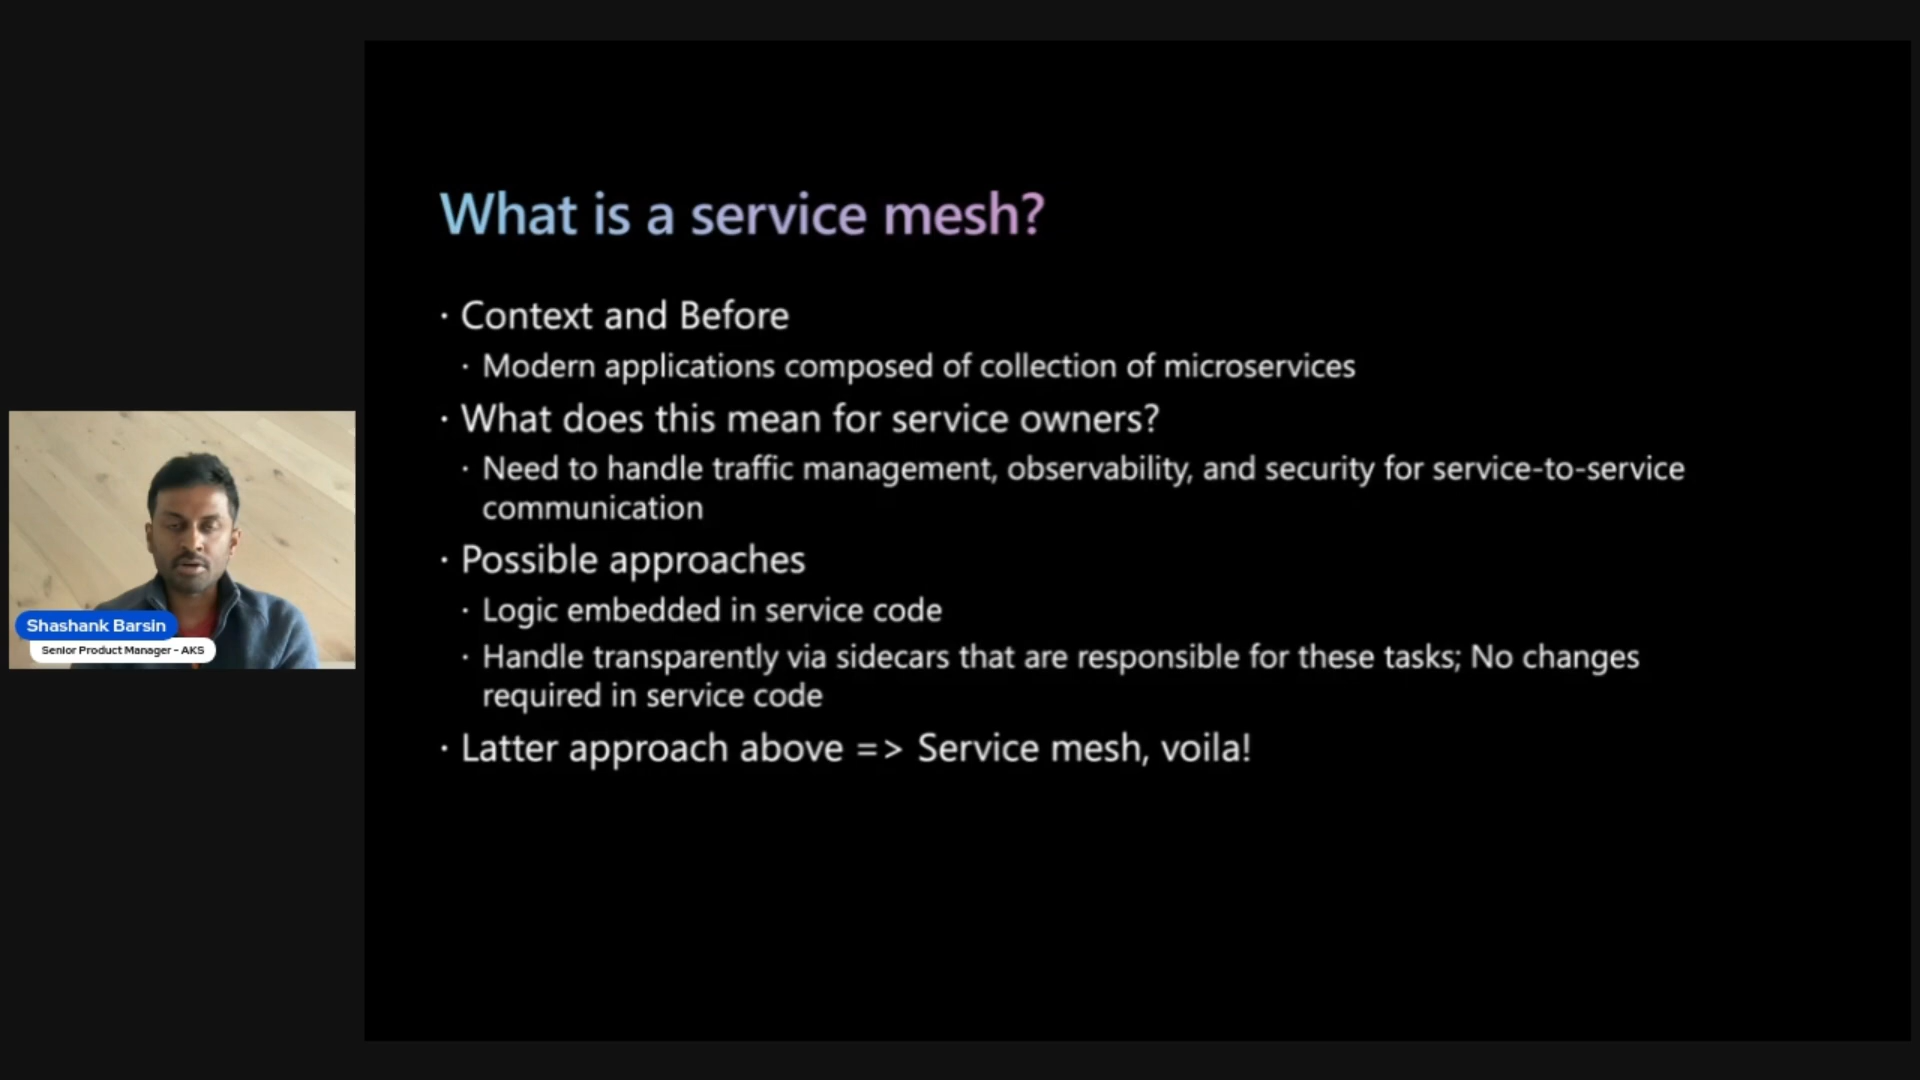 What is a service mesh?
· Context and Before
· Modern applications composed of collection of microservices
· What does this mean for service owners?
· Need to handle traffic management, observability, and security for service-to-service
communication
· Possible approaches
· Logic embedded in service code
· Handle transparently via sidecars that are responsible for these tasks; No changes
required in service code
· Latter approach above => Service mesh, voila!
Shashank Barsin
Senior Product Manager - AKS